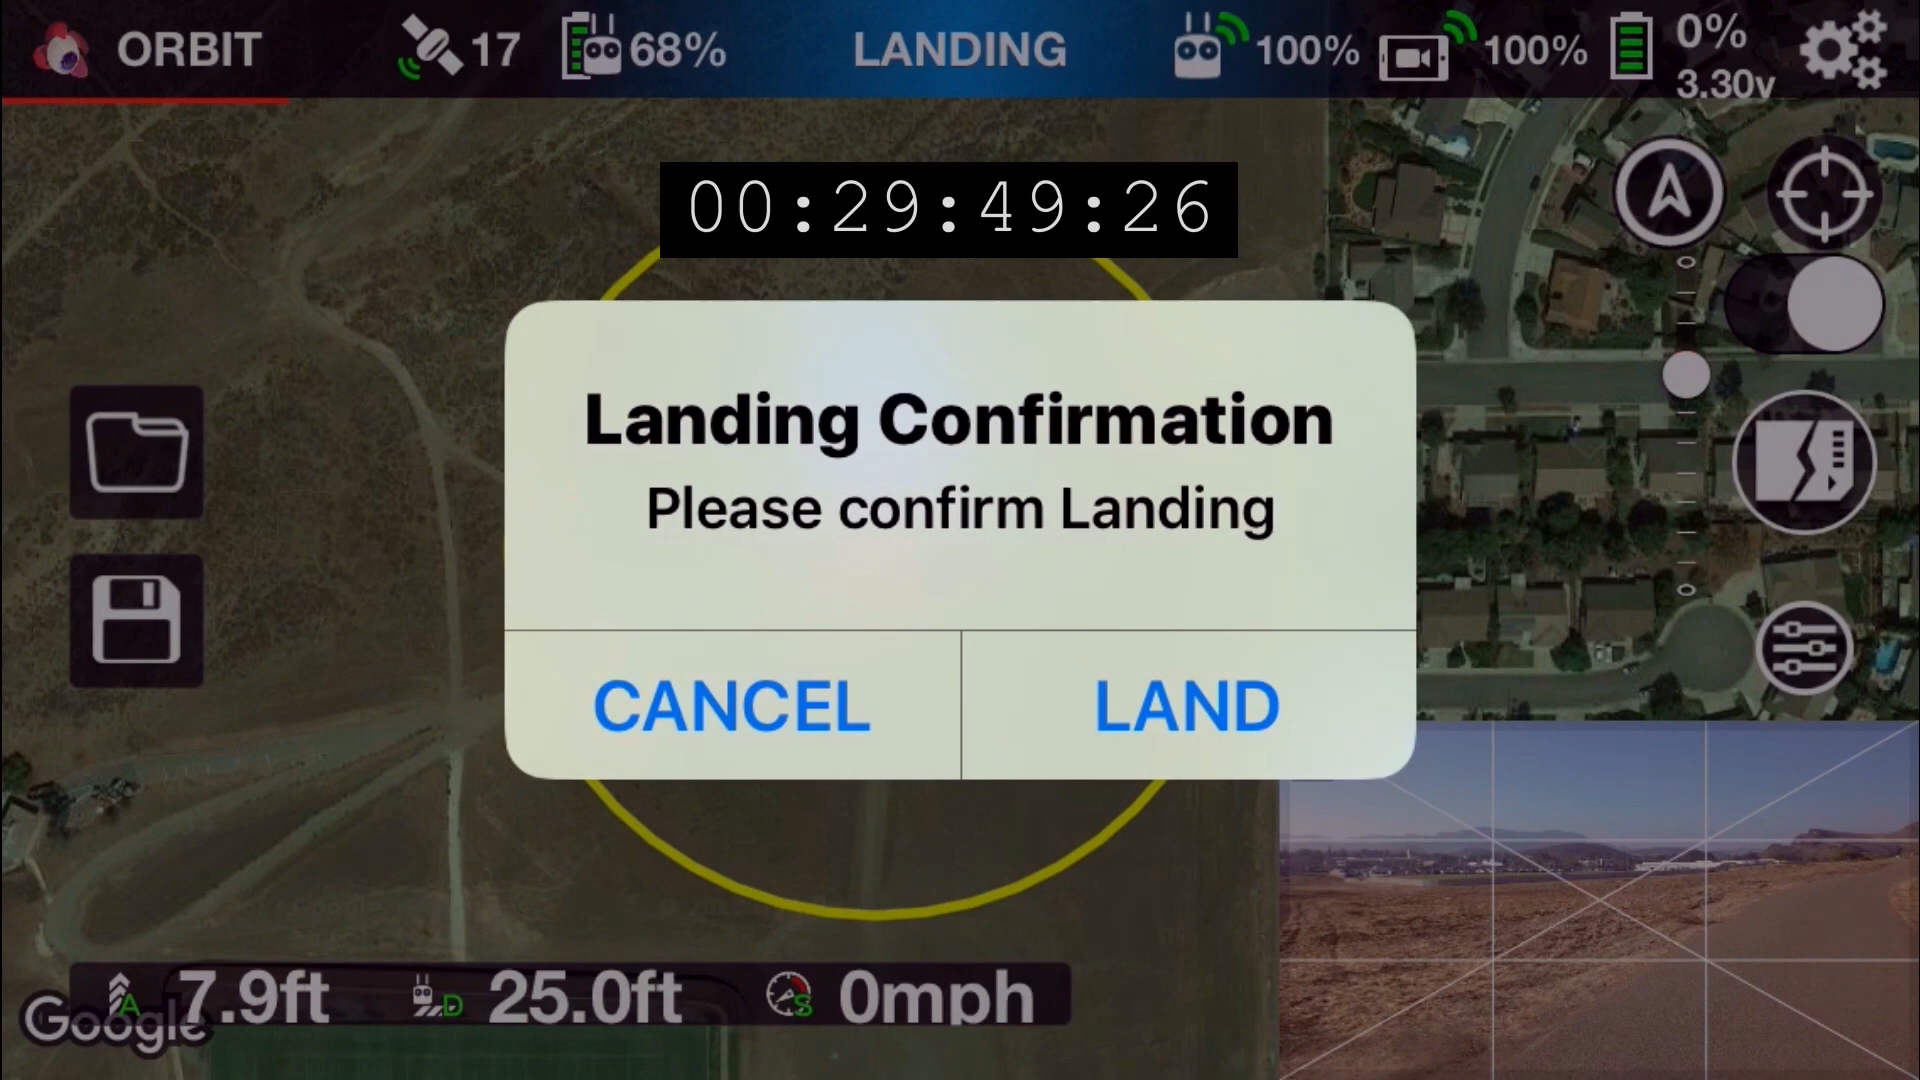 ORBIT 17 68% LANDING 100% 100% 0%
3.30v
00:29:49:26
Landing Confirmation
Please confirm Landing
CANCEL LAND
A 7.9ft D 25.0ft S 0mph
Google